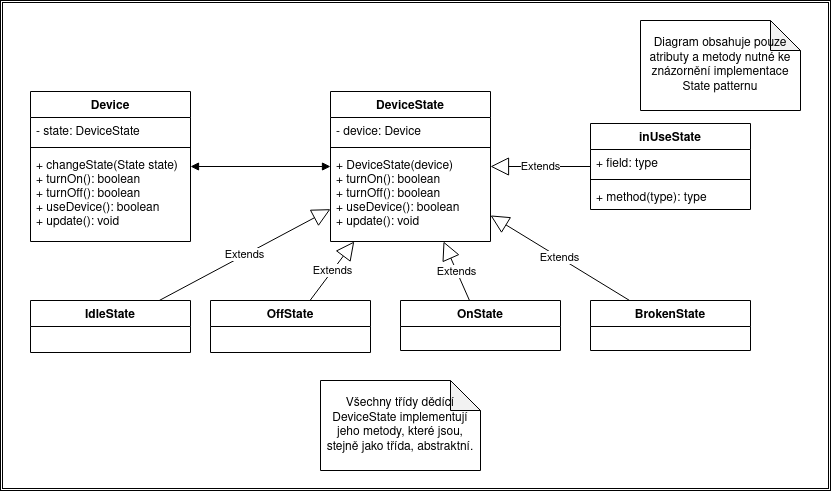 Diagram obsahuje pouze
atributy a metody nutné ke
znázornění implementace
State patternu
Device
- state: DeviceState
+ changeState(State state)
+ turnOn(): boolean
+ turnOff(): boolean
+ useDevice(): boolean
+ update(): void
DeviceState
- device: Device
+ DeviceState(device)
+ turnOn(): boolean
+ turnOff(): boolean
+ useDevice(): boolean
+ update(): void
Extends
inUseState
+ field: type
+ method(type): type
Extends
Extends
Extends
Extends
IdleState
OffState
OnState
BrokenState
Všechny třídy dědící
DeviceState implementují
jeho metody, které jsou,
stejně jako třída, abstraktní.